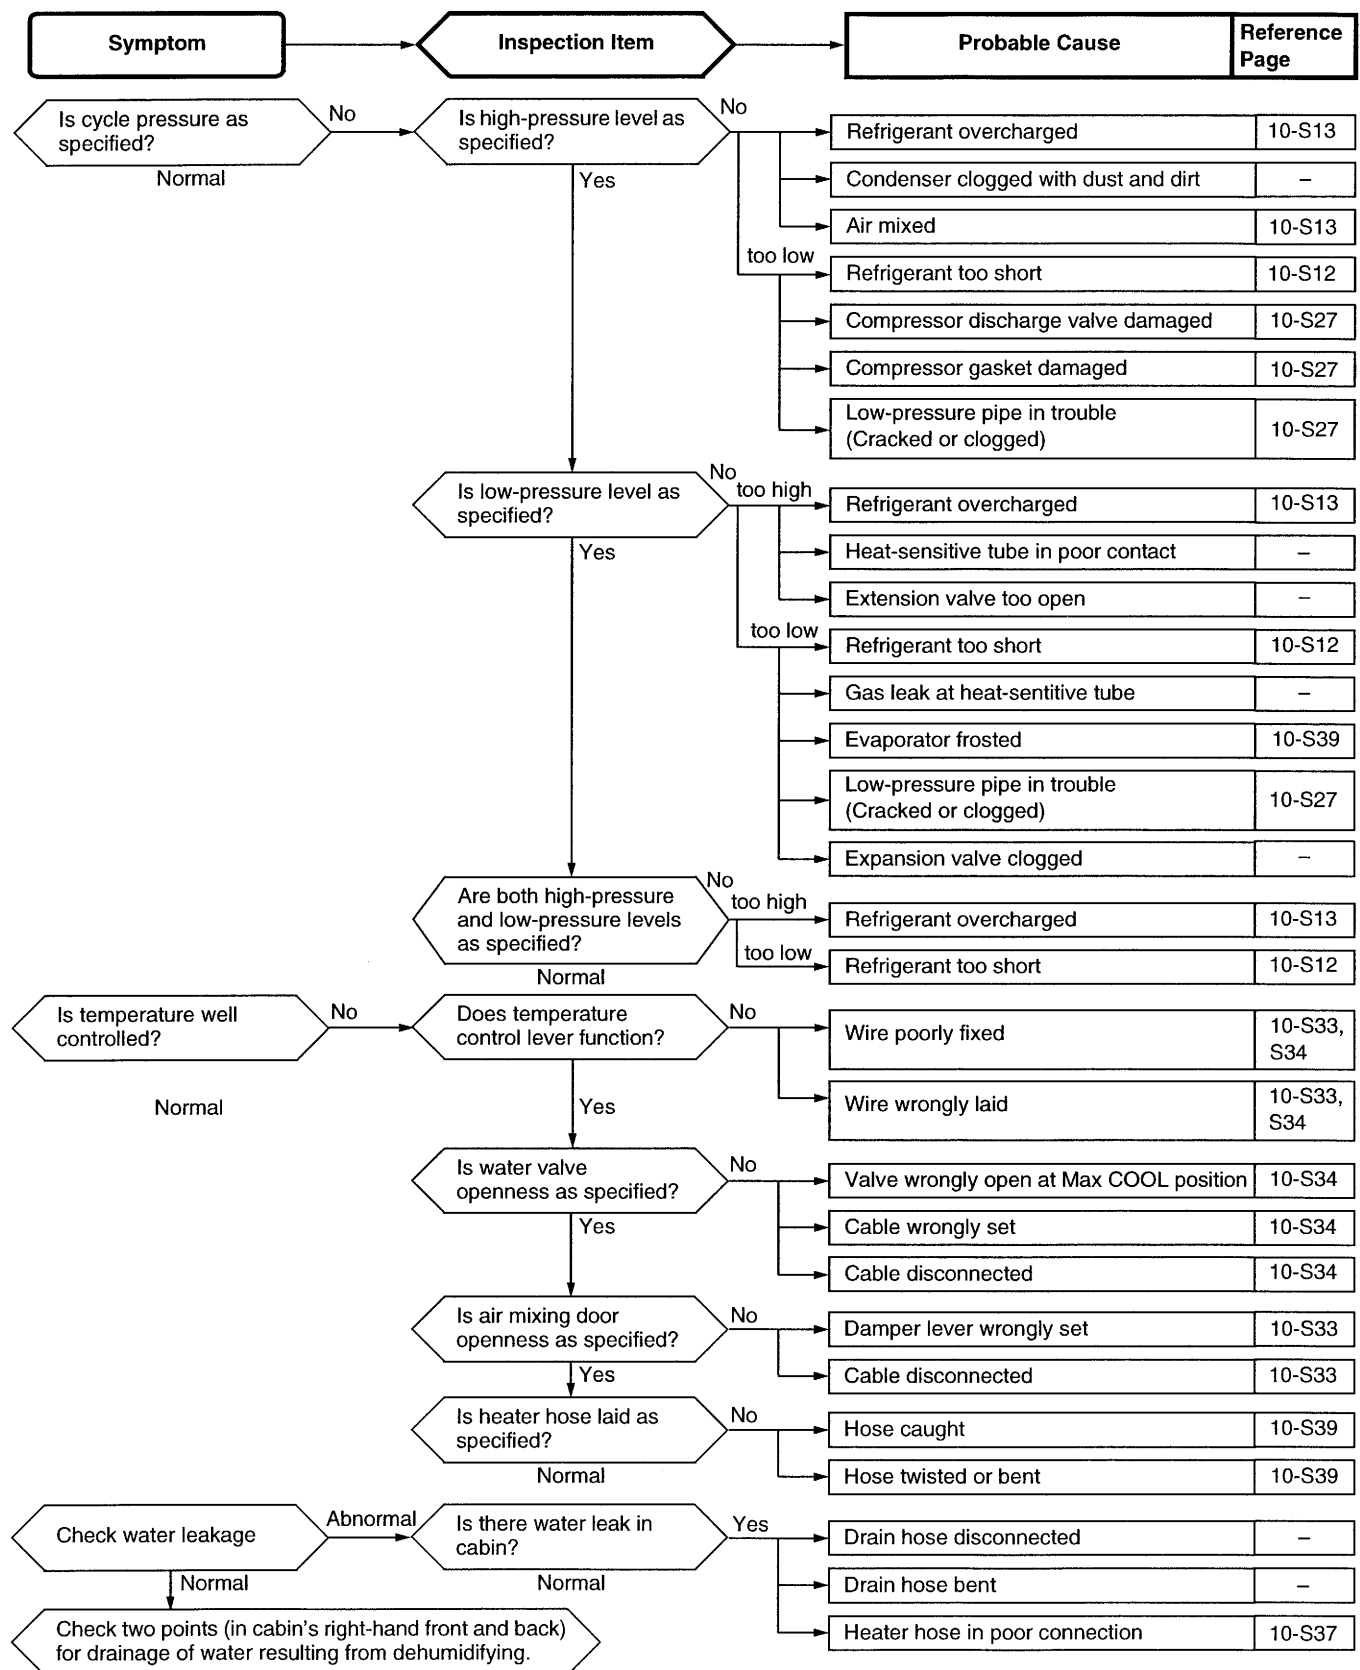 Symptom
Inspection Item
Probable Cause
Reference
Page
Is cycle pressure as
specified?
No
Normal
Is high-pressure level as
specified?
No
Yes
Refrigerant overcharged
10-S13
Condenser clogged with dust and dirt
–
Air mixed
10-S13
too low
Refrigerant too short
10-S12
Compressor discharge valve damaged
10-S27
Compressor gasket damaged
10-S27
Low-pressure pipe in trouble
(Cracked or clogged)
10-S27
Is low-pressure level as
specified?
No
too high
Yes
Refrigerant overcharged
10-S13
Heat-sensitive tube in poor contact
–
Extension valve too open
–
too low
Refrigerant too short
10-S12
Gas leak at heat-sentitive tube
–
Evaporator frosted
10-S39
Low-pressure pipe in trouble
(Cracked or clogged)
10-S27
Expansion valve clogged
–
Are both high-pressure
and low-pressure levels
as specified?
No
too high
Normal
Refrigerant overcharged
10-S13
too low
Refrigerant too short
10-S12
Is temperature well
controlled?
No
Normal
Does temperature
control lever function?
No
Yes
Wire poorly fixed
10-S33,
S34
Wire wrongly laid
10-S33,
S34
Is water valve
openness as specified?
No
Yes
Valve wrongly open at Max COOL position
10-S34
Cable wrongly set
10-S34
Cable disconnected
10-S34
Is air mixing door
openness as specified?
No
Yes
Damper lever wrongly set
10-S33
Cable disconnected
10-S33
Is heater hose laid as
specified?
No
Normal
Hose caught
10-S39
Hose twisted or bent
10-S39
Check water leakage
Abnormal
Normal
Is there water leak in
cabin?
Yes
Normal
Drain hose disconnected
–
Drain hose bent
–
Heater hose in poor connection
10-S37
Check two points (in cabin's right-hand front and back)
for drainage of water resulting from dehumidifying.